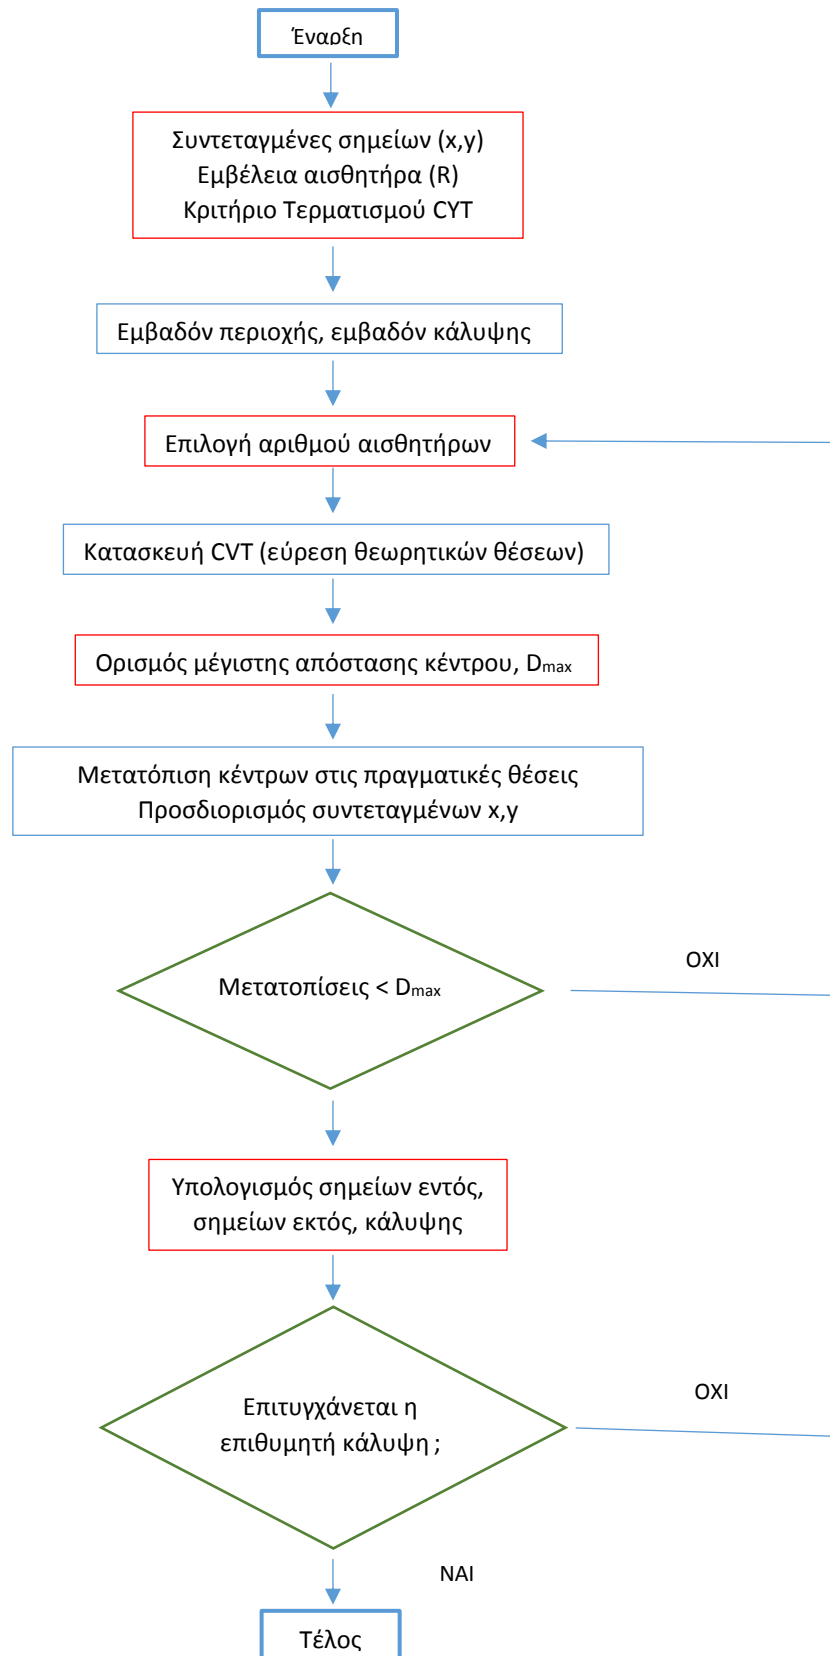 Έναρξη
Συντεταγμένες σημείων (x,y)
Εμβέλεια αισθητήρα (R)
Κριτήριο Τερματισμού CYT
Εμβαδόν περιοχής, εμβαδόν κάλυψης
Επιλογή αριθμού αισθητήρων
Κατασκευή CVT (εύρεση θεωρητικών θέσεων)
Ορισμός μέγιστης απόστασης κέντρου, Dmax
Μετατόπιση κέντρων στις πραγματικές θέσεις
Προσδιορισμός συντεταγμένων x,y
Μετατοπίσεις < Dmax
ΟΧΙ
Υπολογισμός σημείων εντός,
σημείων εκτός, κάλυψης
Επιτυγχάνεται η
επιθυμητή κάλυψη ;
ΟΧΙ
ΝΑΙ
Τέλος